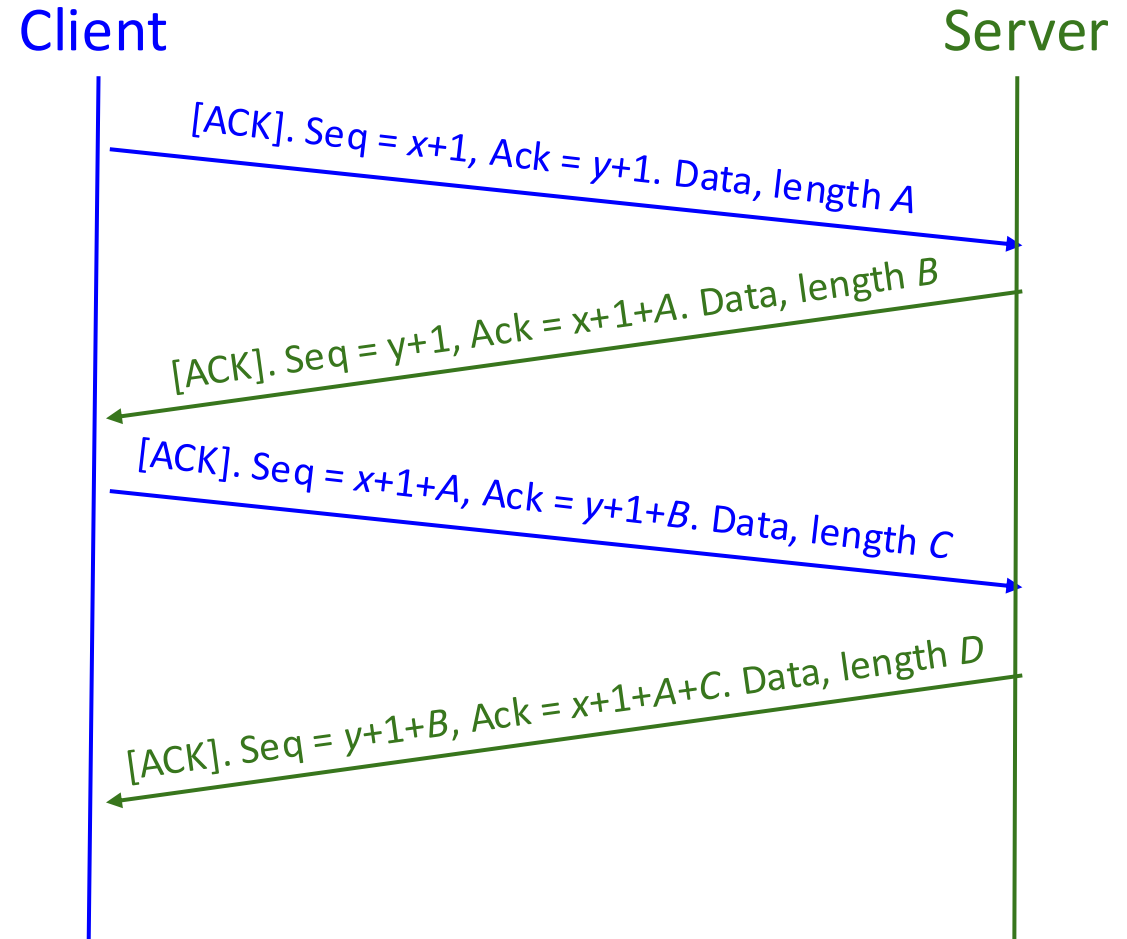 Client
Server
[ACK]. Seq = x+1, Ack = y+1. Data, length A
[ACK]. Seq = y+1, Ack = x+1+A. Data, length B
[ACK]. Seq = x+1+A, Ack = y+1+B. Data, length C
[ACK]. Seq = y+1+B, Ack = x+1+A+C. Data, length D